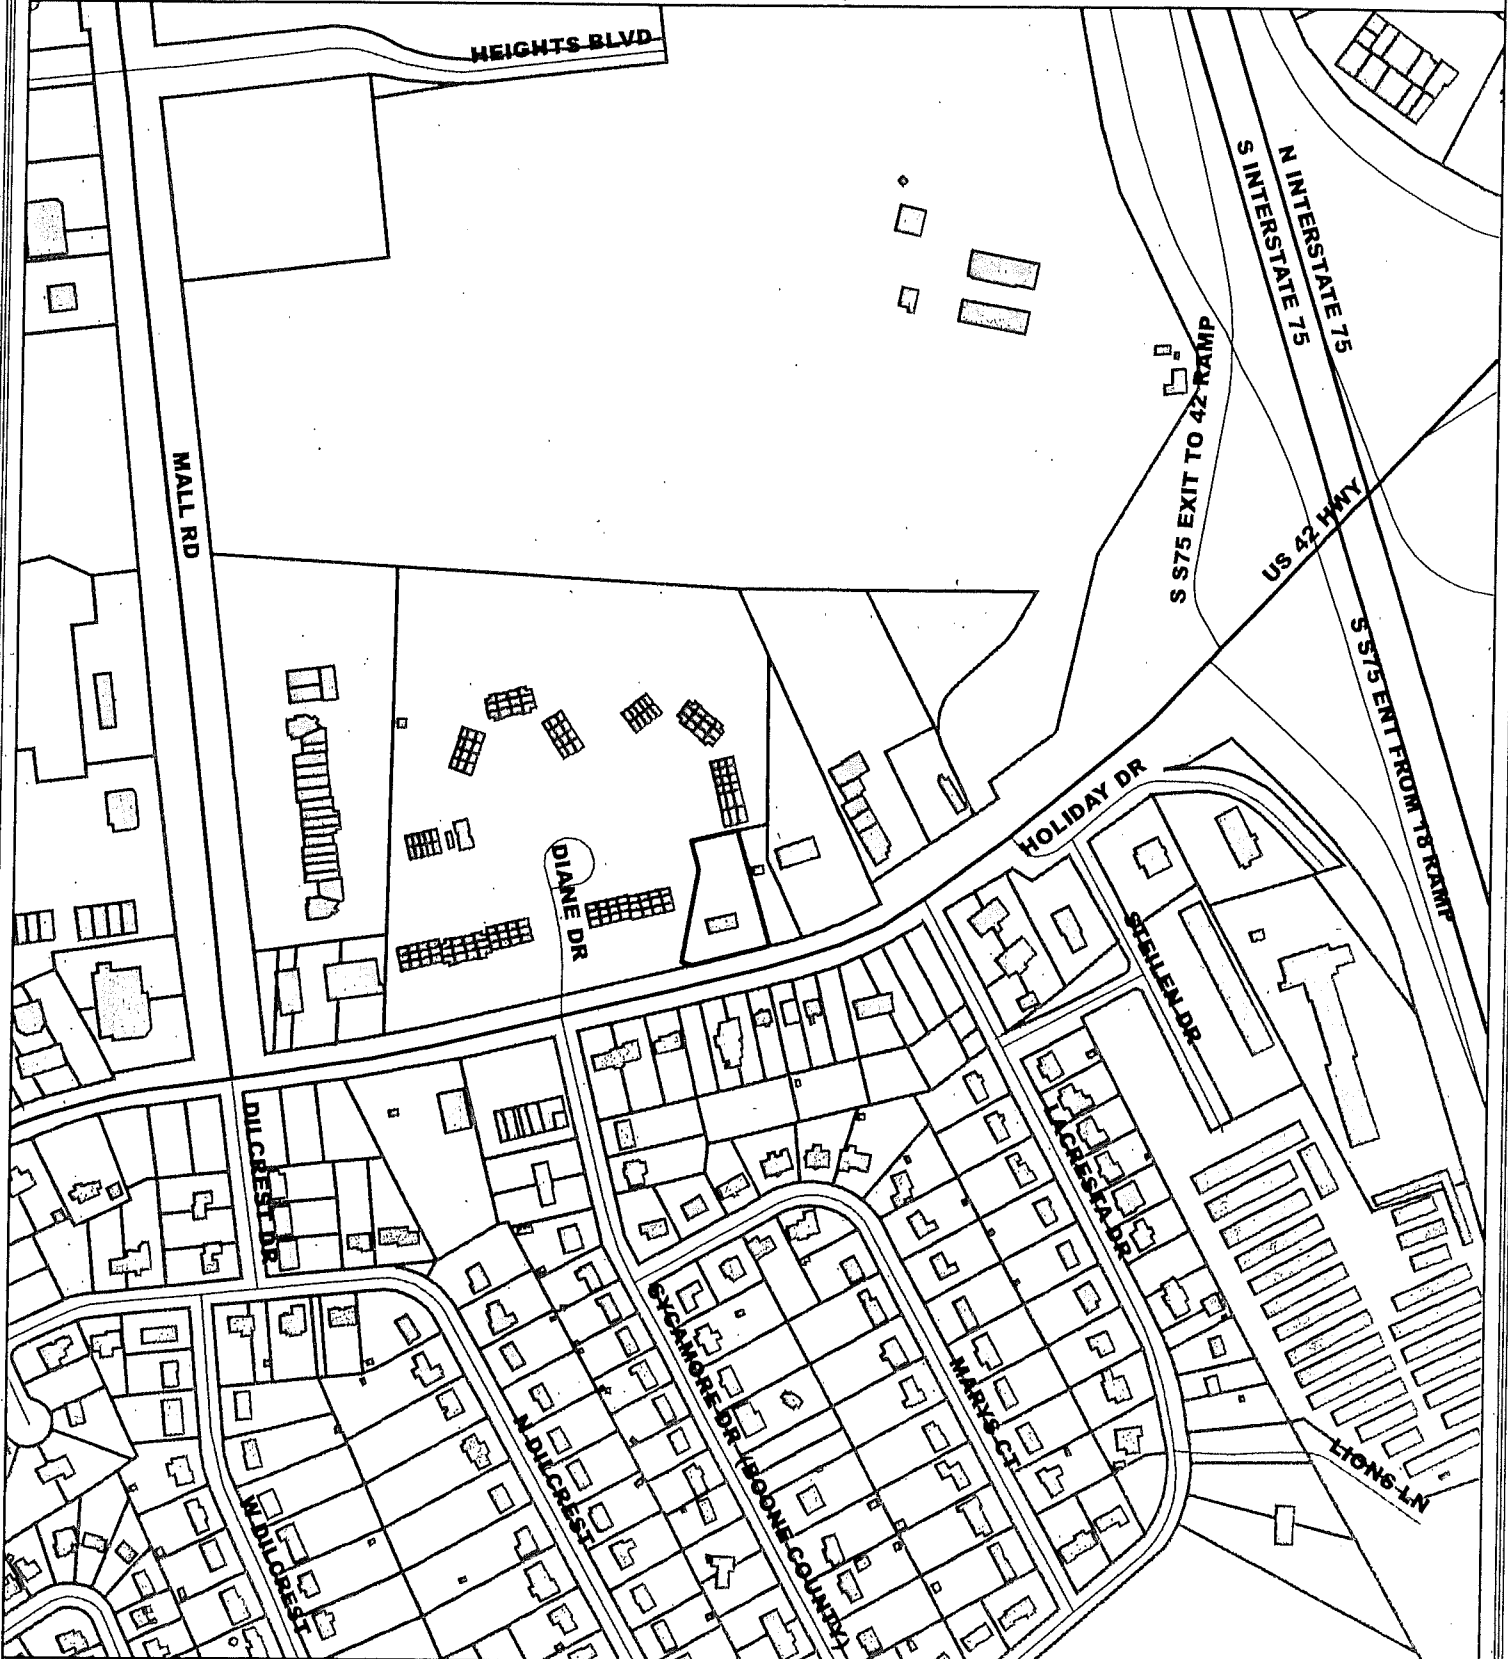 HEIGHTS BLVD
N INTERSTATE 75
S INTERSTATE 75
S S75 EXIT TO 42 RAMP
MALL RD
US 42 HWY
S S75 ENT FROM 18 RAMP
HOLIDAY DR
DIANE DR
STEILEN DR
DILCREST DR
LACRESTA DR
SYCAMORE DR (BOONE COUNTY)
MARYS CT
N DILCREST
LIONS LN
W DILCREST